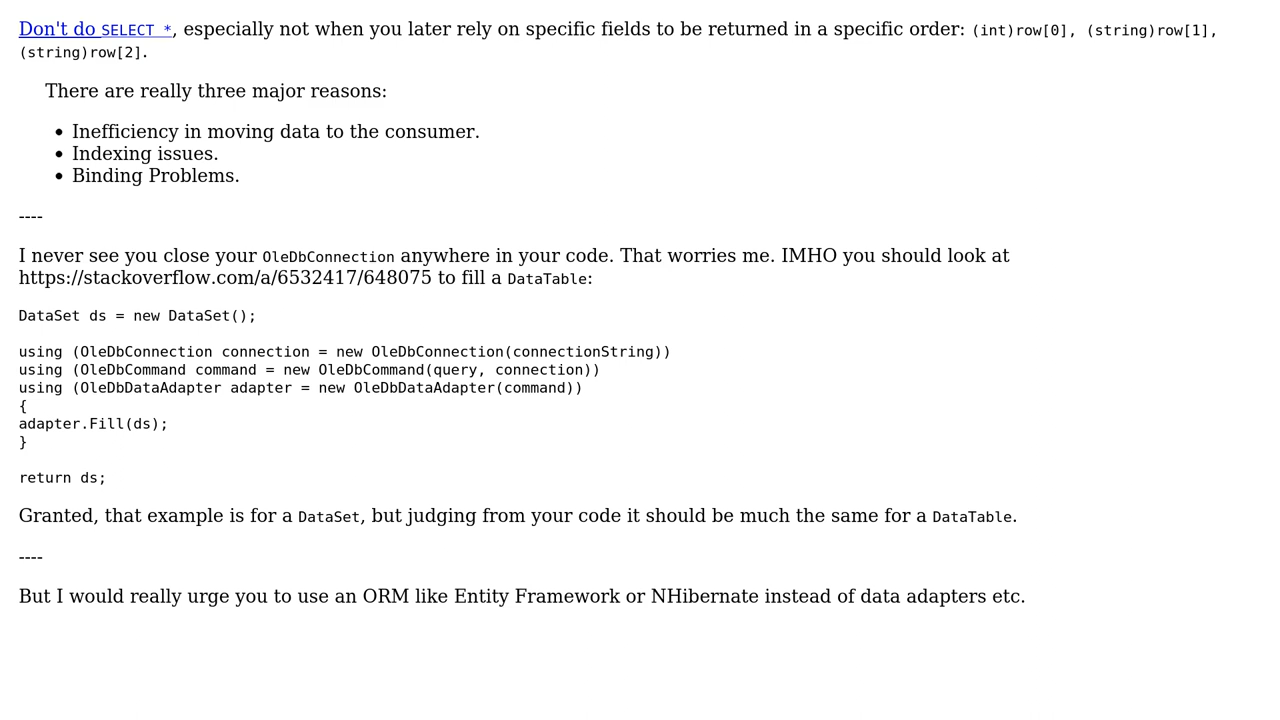 Don't do SELECT *, especially not when you later rely on specific fields to be returned in a specific order: (int)row[0], (string)row[1],
(string)row[2].
There are really three major reasons:
• Inefficiency in moving data to the consumer.
• Indexing issues.
• Binding Problems.
----
I never see you close your OleDbConnection anywhere in your code. That worries me. IMHO you should look at
https://stackoverflow.com/a/6532417/648075 to fill a DataTable:
DataSet ds = new DataSet();
using (OleDbConnection connection = new OleDbConnection(connectionString))
using (OleDbCommand command = new OleDbCommand(query, connection))
using (OleDbDataAdapter adapter = new OleDbDataAdapter(command))
{
adapter.Fill(ds);
}
return ds;
Granted, that example is for a DataSet, but judging from your code it should be much the same for a DataTable.
----
But I would really urge you to use an ORM like Entity Framework or NHibernate instead of data adapters etc.